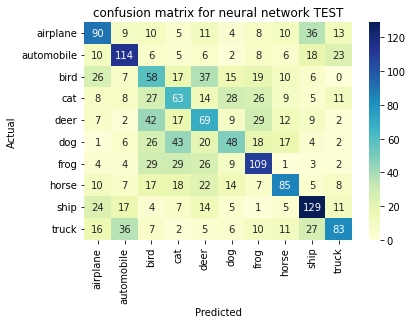 confusion matrix for neural network TEST
airplane 90 9 10 5 11 4 8 10 36 13
automobile 10 114 6 5 6 2 8 6 18 23
bird 26 7 58 17 37 15 19 10 6 0
cat 8 8 27 63 14 28 26 9 5 11
deer 7 2 42 17 69 9 29 12 9 2
dog 1 6 26 43 20 48 18 17 4 2
frog 4 4 29 29 26 9 109 1 3 2
horse 10 7 17 18 22 14 7 85 5 8
ship 24 17 4 7 14 5 1 5 129 11
truck 16 36 7 2 5 6 10 11 27 83
airplane automobile bird cat deer dog frog horse ship truck
Predicted
Actual
120
100
80
60
40
20
0